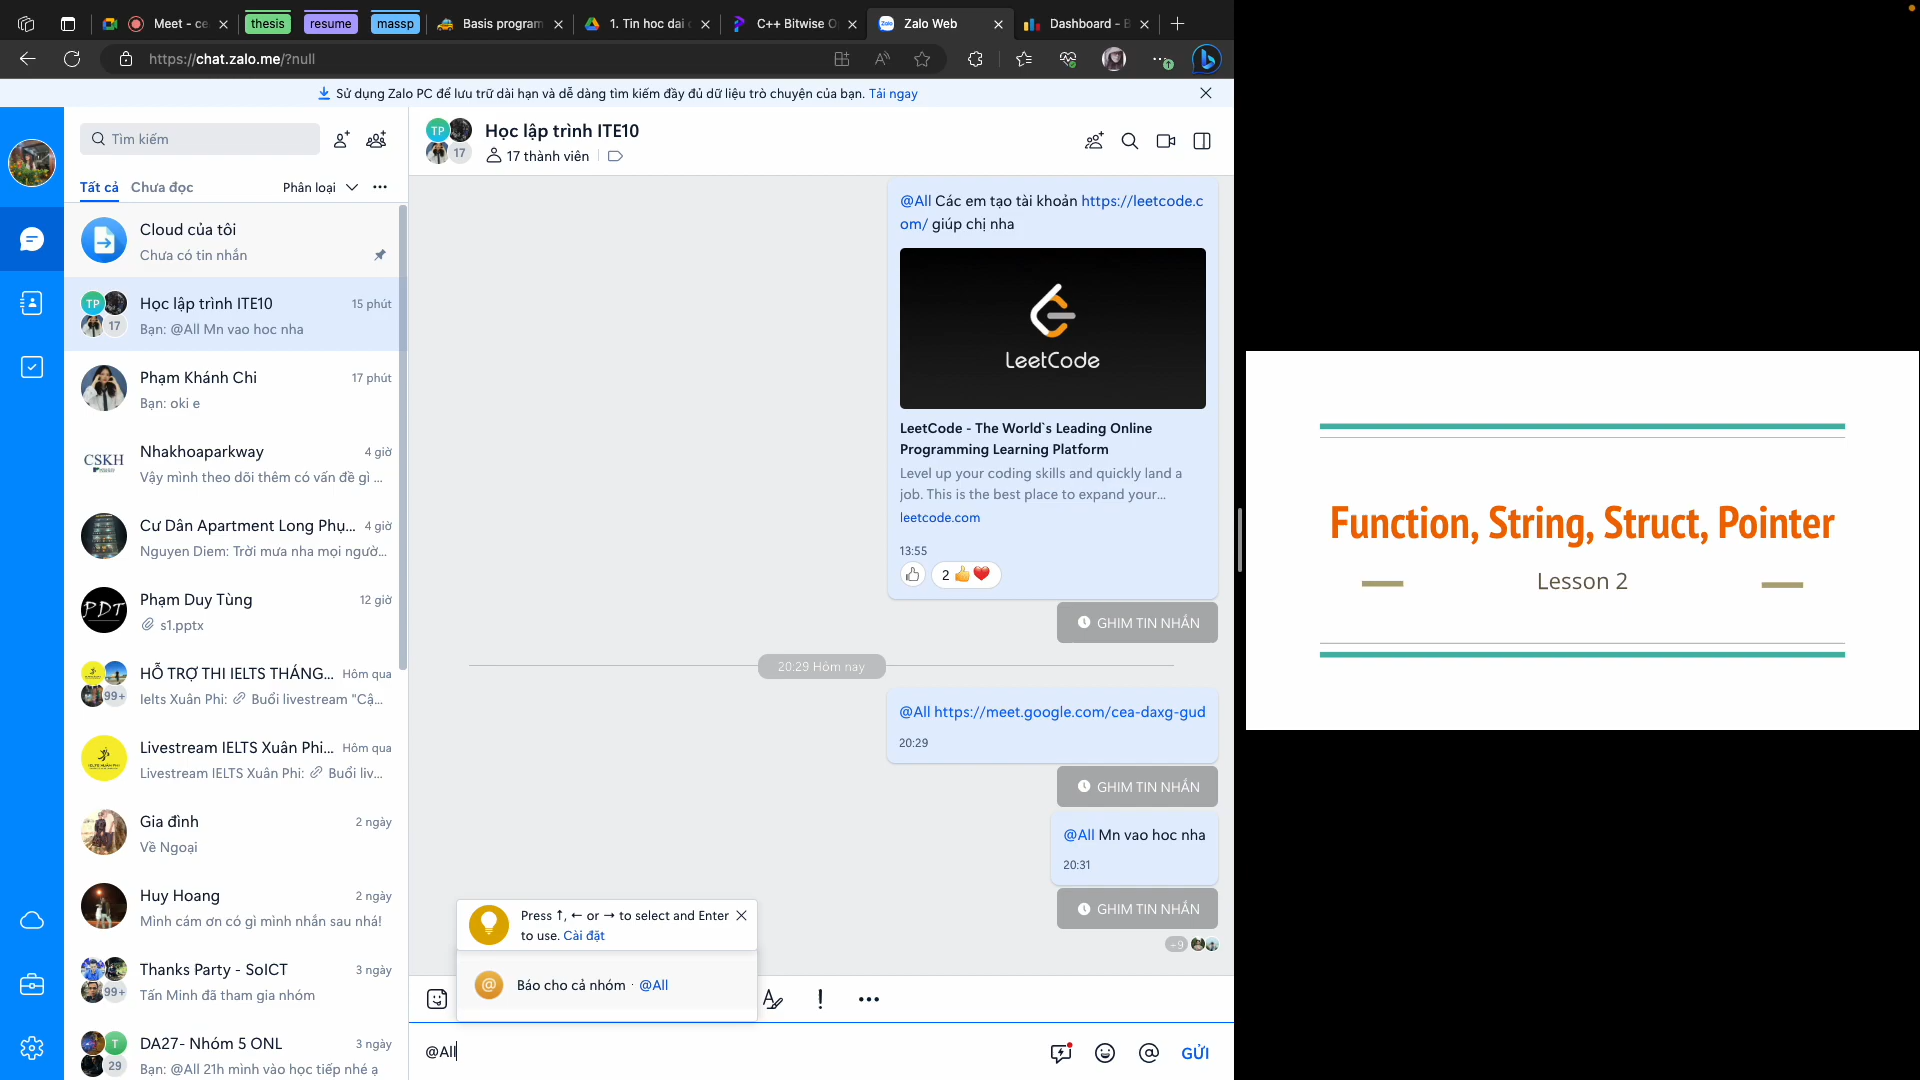 Meet - ce
thesis
resume
massp
Basis program
1. Tin hoc dai c
C++ Bitwise O
Zalo Web
Dashboard - B
https://chat.zalo.me/?null
Sử dụng Zalo PC để lưu trữ dài hạn và dễ dàng tìm kiếm đầy đủ dữ liệu trò chuyện của bạn. Tải ngay
Tìm kiếm
Tất cả Chưa đọc
Phân loại
Cloud của tôi
Chưa có tin nhắn
TP
17
Học lập trình ITE10
15 phút
Bạn: @All Mn vao hoc nha
Phạm Khánh Chi
17 phút
Bạn: oki e
CSKH
Nhakhoaparkway
4 giờ
Vậy mình theo dõi thêm có vấn đề gì ...
Cư Dân Apartment Long Phụ...
4 giờ
Nguyen Diem: Trời mưa nha mọi ngườ...
PDT
Phạm Duy Tùng
12 giờ
s1.pptx
99+
HỖ TRỢ THI IELTS THÁNG...
Hôm qua
Ielts Xuân Phi: Buổi livestream "Cậ...
Livestream IELTS Xuân Phi...
Hôm qua
Livestream IELTS Xuân Phi: Buổi liv...
Gia đình
2 ngày
Về Ngoại
Huy Hoang
2 ngày
Mình cám ơn có gì mình nhắn sau nhá!
99+
Thanks Party - SoICT
3 ngày
Tấn Minh đã tham gia nhóm
T
29
DA27- Nhóm 5 ONL
3 ngày
Bạn: @All 21h mình vào học tiếp nhé ạ
TP
17
Học lập trình ITE10
17 thành viên
@All Các em tạo tài khoản https://leetcode.c
om/ giúp chị nha
LeetCode
LeetCode - The World`s Leading Online
Programming Learning Platform
Level up your coding skills and quickly land a
job. This is the best place to expand your...
leetcode.com
13:55
2
GHIM TIN NHẮN
20:29 Hôm nay
@All https://meet.google.com/cea-daxg-gud
20:29
GHIM TIN NHẮN
@All Mn vao hoc nha
20:31
GHIM TIN NHẮN
+9
Press ↑, ← or → to select and Enter
to use. Cài đặt
Báo cho cả nhóm · @All
@All
GỬI
Function, String, Struct, Pointer
Lesson 2